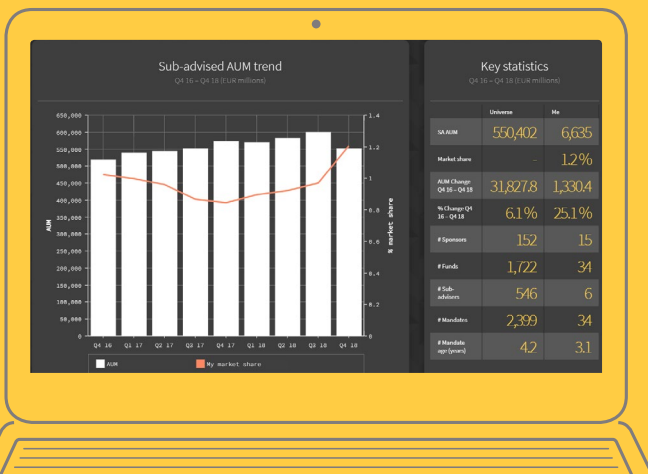 Sub-advised AUM trend
Q4 16 – Q4 18 (EUR millions)
650,000
600,000
550,000
500,000
450,000
400,000
350,000
300,000
250,000
200,000
150,000
100,000
50,000
0
AUM
1.4
1.2
1
0.8
0.6
0.4
0.2
0
% market share
Q4 16 Q1 17 Q2 17 Q3 17 Q4 17 Q1 18 Q2 18 Q3 18 Q4 18
AUM My market share
Key statistics
Q4 16 – Q4 18 (EUR millions)
Universe Me
SA AUM 550,402 6,635
Market share - 1.2%
AUM Change
Q4 16 – Q4 18 31,827.8 1,330.4
% Change Q4
16 – Q4 18 6.1% 25.1%
# Sponsors 152 15
# Funds 1,722 34
# Sub-
advisers 546 6
# Mandates 2,399 34
# Mandate
age (years) 4.2 3.1